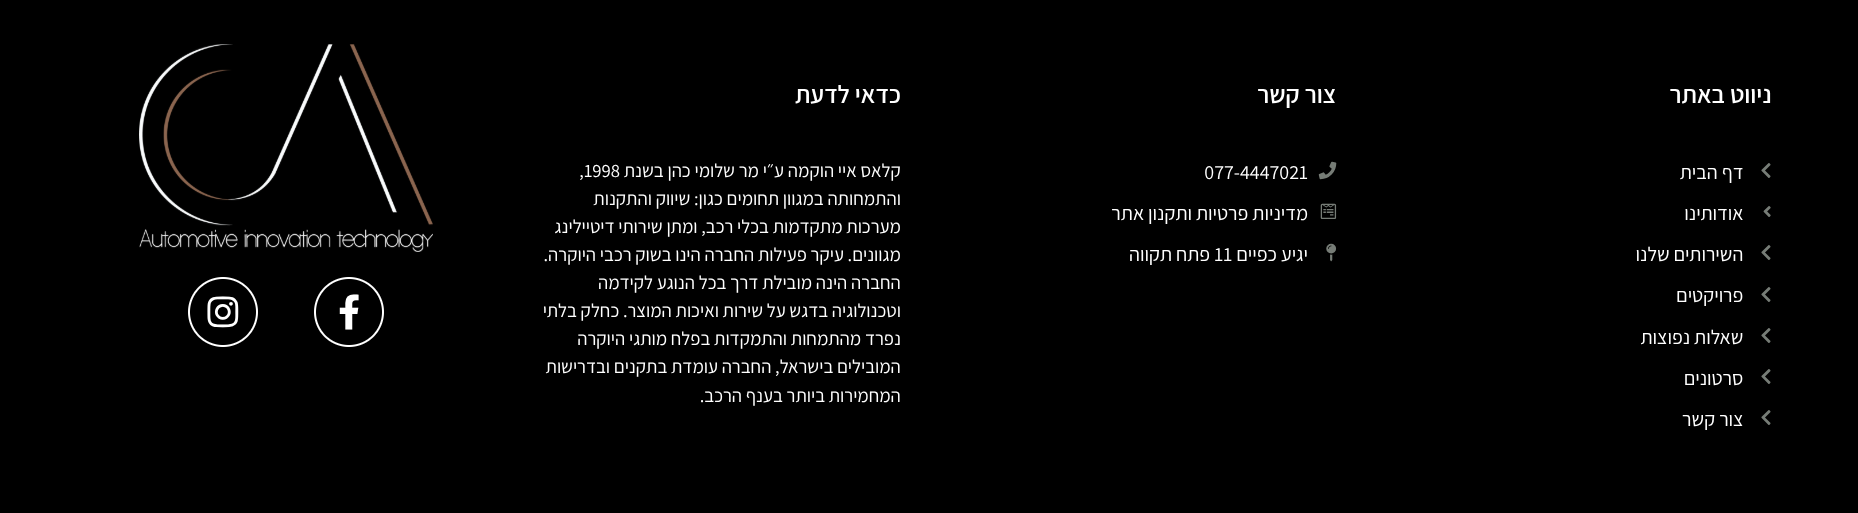 ניווט באתר
דף הבית
אודותינו
השירותים שלנו
פרויקטים
שאלות נפוצות
סרטונים
צור קשר
צור קשר
077-4447021
מדיניות פרטיות ותקנון אתר
יגיע כפיים 11 פתח תקווה
כדאי לדעת
קלאס איי הוקמה ע״י מר שלומי כהן בשנת 1998,
והתמחותה במגוון תחומים כגון: שיווק והתקנות
מערכות מתקדמות בכלי רכב, ומתן שירותי דיטיילינג
מגוונים. עיקר פעילות החברה הינו בשוק רכבי היוקרה.
החברה הינה מובילת דרך בכל הנוגע לקידמה
וטכנולוגיה בדגש על שירות ואיכות המוצר. כחלק בלתי
נפרד מהתמחות והתמקדות בפלח מותגי היוקרה
המובילים בישראל, החברה עומדת בתקנים ובדרישות
המחמירות ביותר בענף הרכב.
CA
Automotive innovation technology